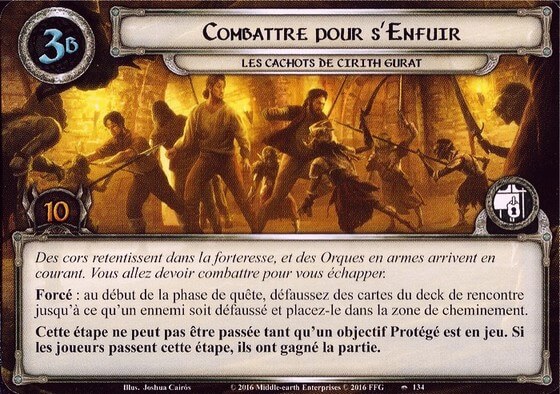 3B
COMBATTRE POUR S'ENFUIR
LES CACHOTS DE CIRITH GURAT
10
Des cors retentissent dans la forteresse, et des Orques en armes arrivent en
courant. Vous allez devoir combattre pour vous échapper.
Forcé : au début de la phase de quête, défaussez des cartes du deck de rencontre
jusqu'à ce qu'un ennemi soit défaussé et placez-le dans la zone de cheminement.
Cette étape ne peut pas être passée tant qu'un objectif Protégé est en jeu. Si
les joueurs passent cette étape, ils ont gagné la partie.
Illus. Joshua Cairós © 2016 Middle-earth Enterprises © 2016 FFG 134